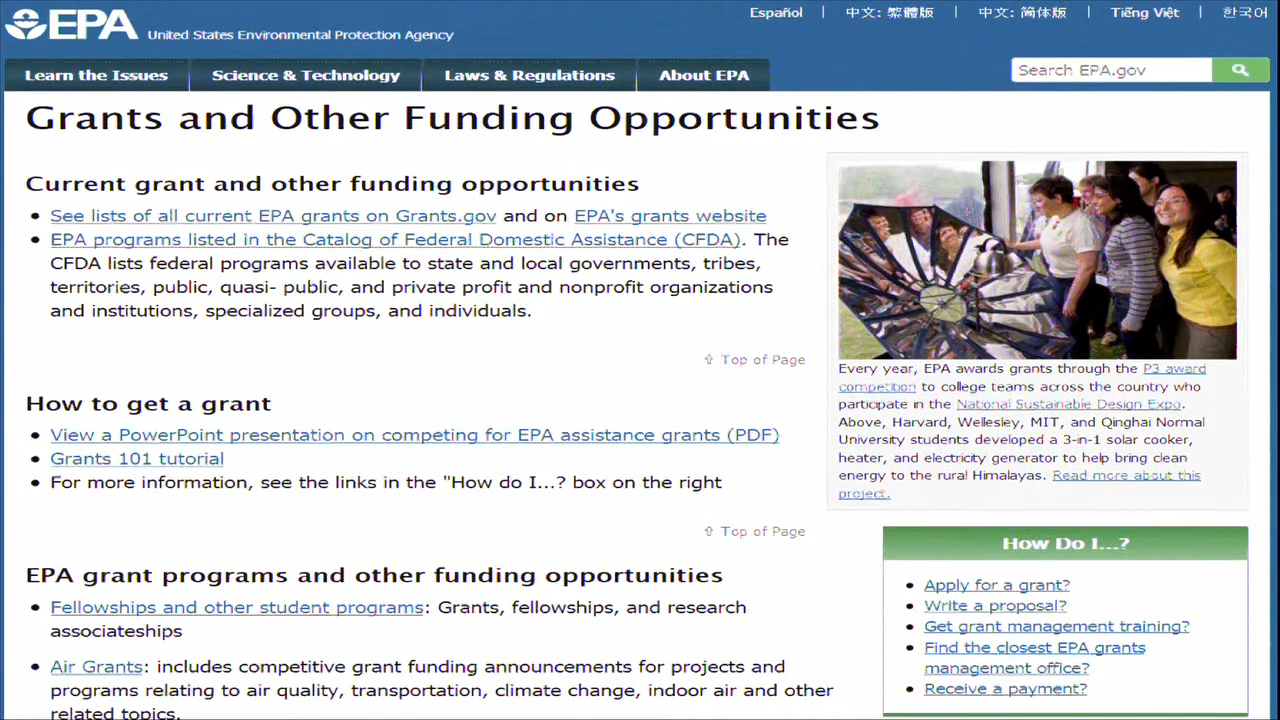 EPA United States Environmental Protection Agency
Español | 中文: 繁體版 | 中文: 简体版 | Tiếng Việt | 한국어
Learn the Issues Science & Technology Laws & Regulations About EPA
Search EPA.gov
Grants and Other Funding Opportunities
Current grant and other funding opportunities
• See lists of all current EPA grants on Grants.gov and on EPA's grants website
• EPA programs listed in the Catalog of Federal Domestic Assistance (CFDA). The
CFDA lists federal programs available to state and local governments, tribes,
territories, public, quasi- public, and private profit and nonprofit organizations
and institutions, specialized groups, and individuals.
⇧ Top of Page
How to get a grant
• View a PowerPoint presentation on competing for EPA assistance grants (PDF)
• Grants 101 tutorial
• For more information, see the links in the "How do I...? box on the right
⇧ Top of Page
EPA grant programs and other funding opportunities
• Fellowships and other student programs: Grants, fellowships, and research
associateships
• Air Grants: includes competitive grant funding announcements for projects and
programs relating to air quality, transportation, climate change, indoor air and other
related topics.
Every year, EPA awards grants through the P3 award
competition to college teams across the country who
participate in the National Sustainable Design Expo.
Above, Harvard, Wellesley, MIT, and Qinghai Normal
University students developed a 3-in-1 solar cooker,
heater, and electricity generator to help bring clean
energy to the rural Himalayas. Read more about this
project.
How Do I...?
• Apply for a grant?
• Write a proposal?
• Get grant management training?
• Find the closest EPA grants
management office?
• Receive a payment?